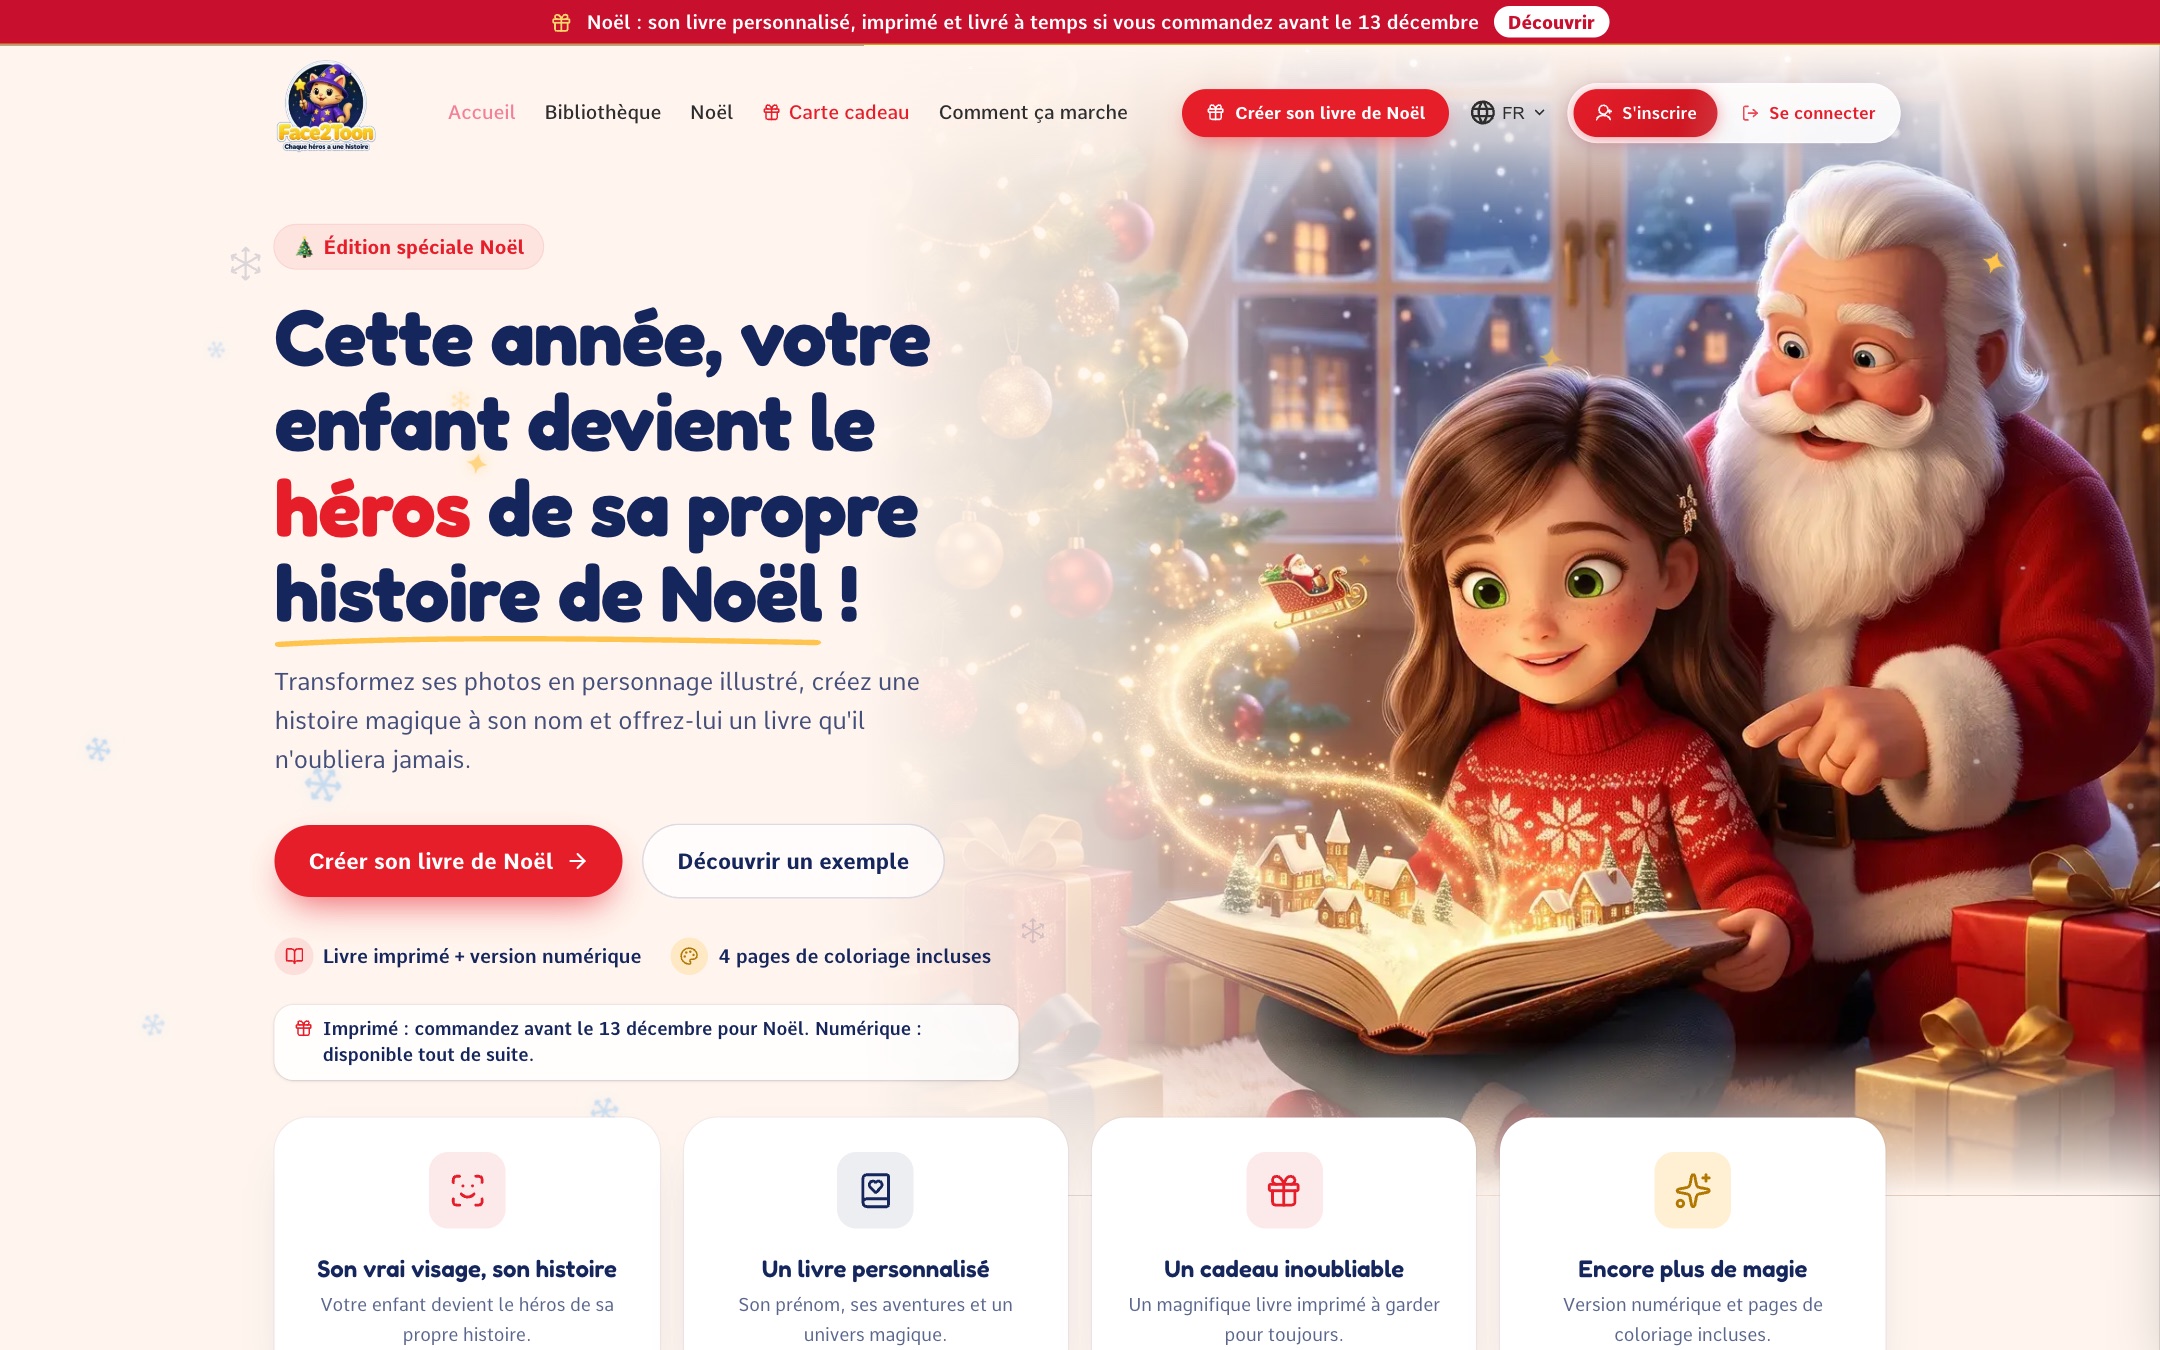 Noël : son livre personnalisé, imprimé et livré à temps si vous commandez avant le 13 décembre
Découvrir
Face2Toon
Chaque héros a une histoire
Accueil
Bibliothèque
Noël
Carte cadeau
Comment ça marche
Créer son livre de Noël
FR
S'inscrire
Se connecter
Édition spéciale Noël
Cette année, votre
enfant devient le
héros de sa propre
histoire de Noël !
Transformez ses photos en personnage illustré, créez une
histoire magique à son nom et offrez-lui un livre qu'il
n'oubliera jamais.
Créer son livre de Noël
Découvrir un exemple
Livre imprimé + version numérique
4 pages de coloriage incluses
Imprimé : commandez avant le 13 décembre pour Noël. Numérique :
disponible tout de suite.
Son vrai visage, son histoire
Votre enfant devient le héros de sa
propre histoire.
Un livre personnalisé
Son prénom, ses aventures et un
univers magique.
Un cadeau inoubliable
Un magnifique livre imprimé à garder
pour toujours.
Encore plus de magie
Version numérique et pages de
coloriage incluses.